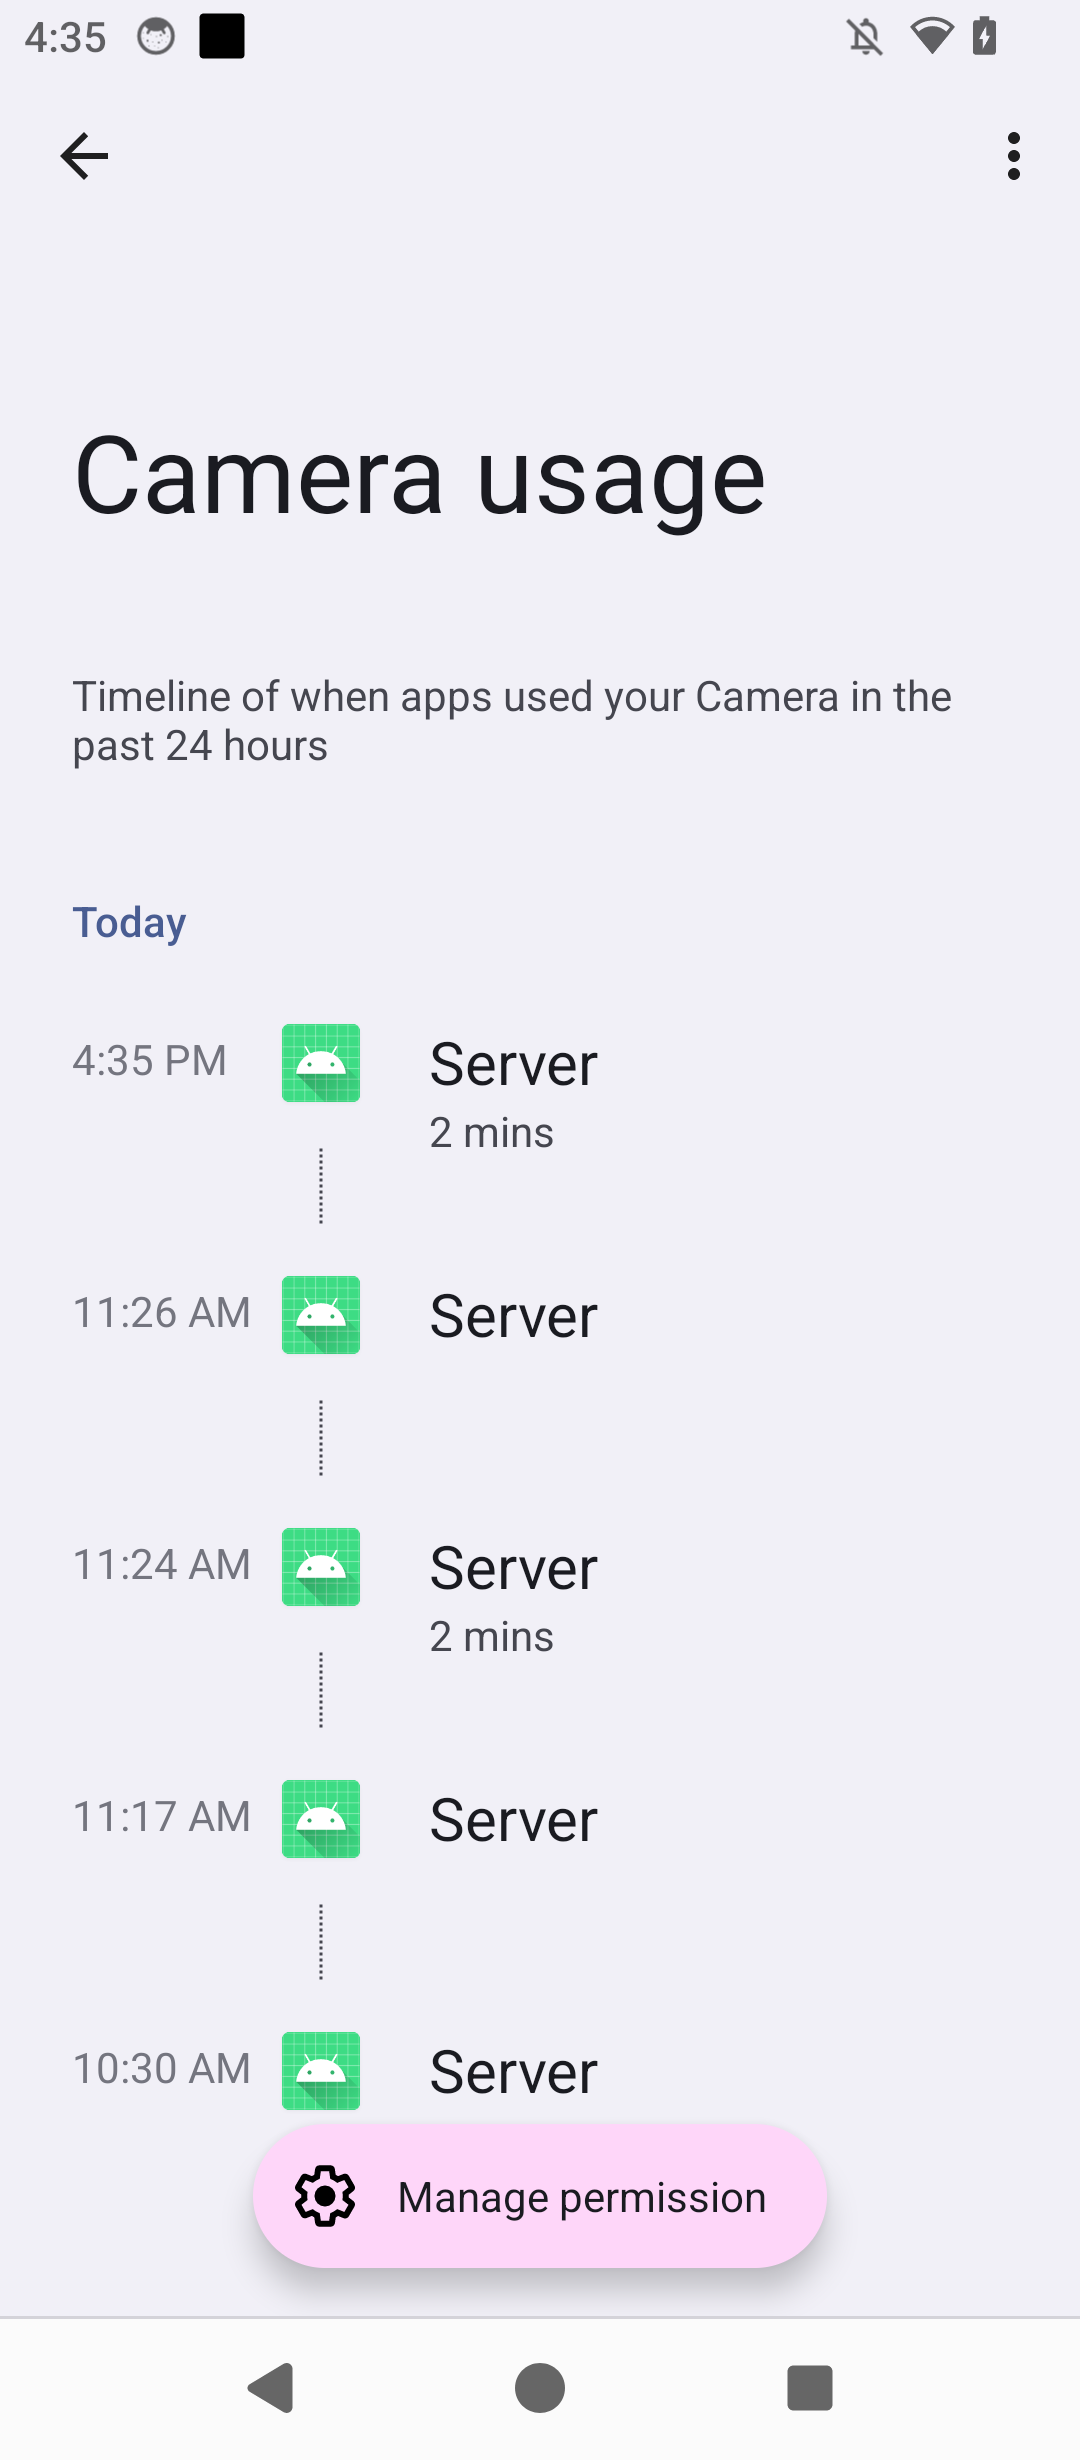 4:35
Camera usage
Timeline of when apps used your Camera in the
past 24 hours
Today
4:35 PM
Server
2 mins
11:26 AM
Server
11:24 AM
Server
2 mins
11:17 AM
Server
10:30 AM
Server
Manage permission